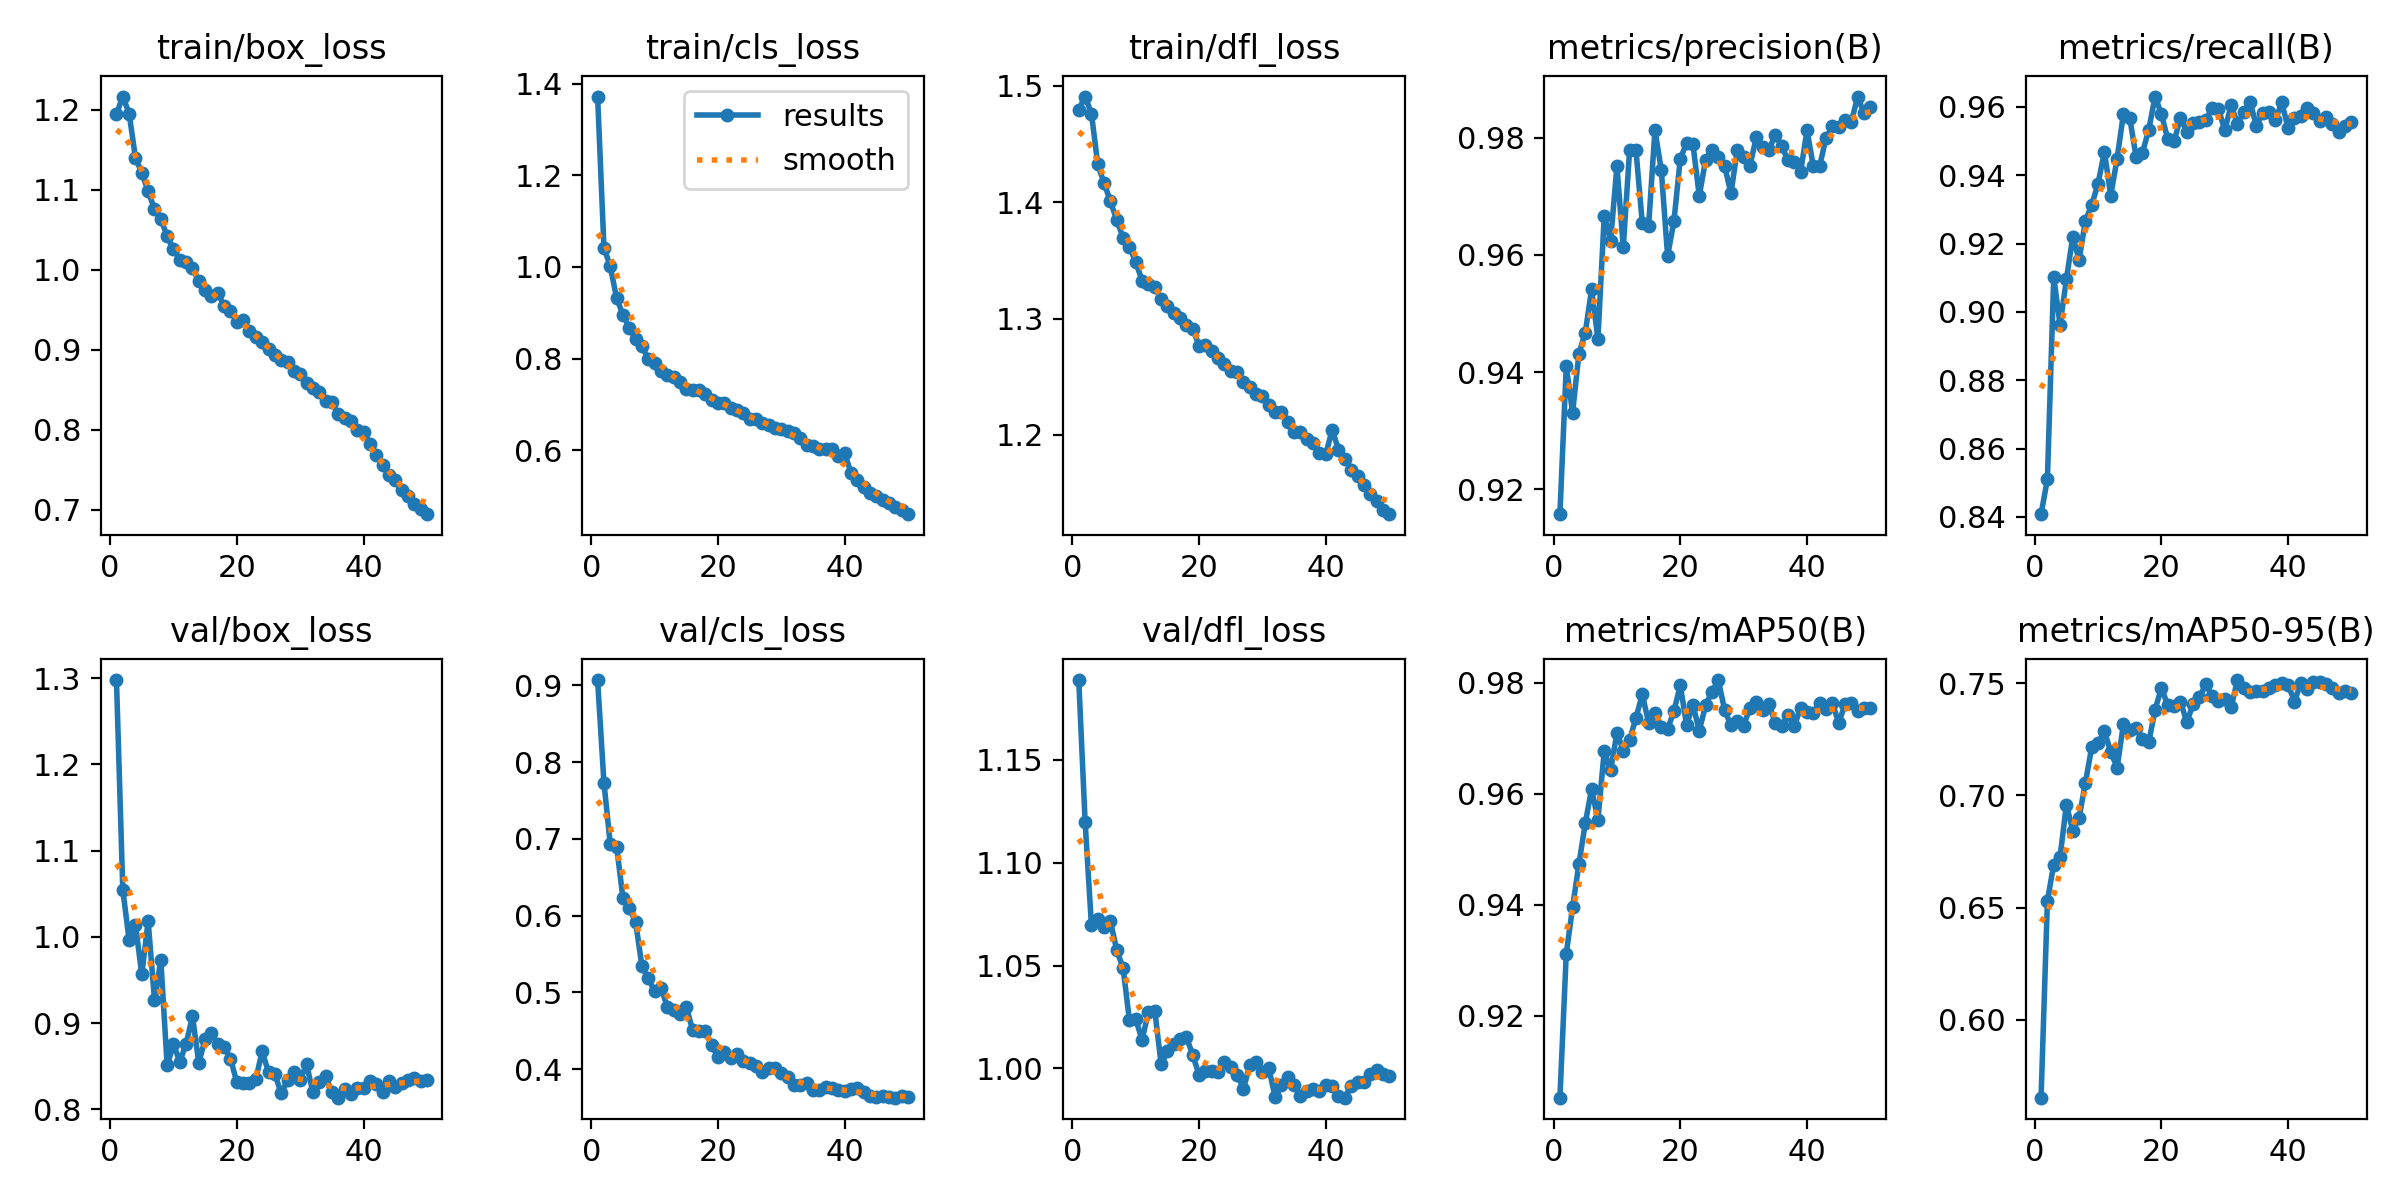 train/box_loss
1.2
1.1
1.0
0.9
0.8
0.7
0 20 40
train/cls_loss
results
smooth
1.4
1.2
1.0
0.8
0.6
0 20 40
train/dfl_loss
1.5
1.4
1.3
1.2
0 20 40
metrics/precision(B)
0.98
0.96
0.94
0.92
0 20 40
metrics/recall(B)
0.96
0.94
0.92
0.90
0.88
0.86
0.84
0 20 40
val/box_loss
1.3
1.2
1.1
1.0
0.9
0.8
0 20 40
val/cls_loss
0.9
0.8
0.7
0.6
0.5
0.4
0 20 40
val/dfl_loss
1.15
1.10
1.05
1.00
0 20 40
metrics/mAP50(B)
0.98
0.96
0.94
0.92
0 20 40
metrics/mAP50-95(B)
0.75
0.70
0.65
0.60
0 20 40